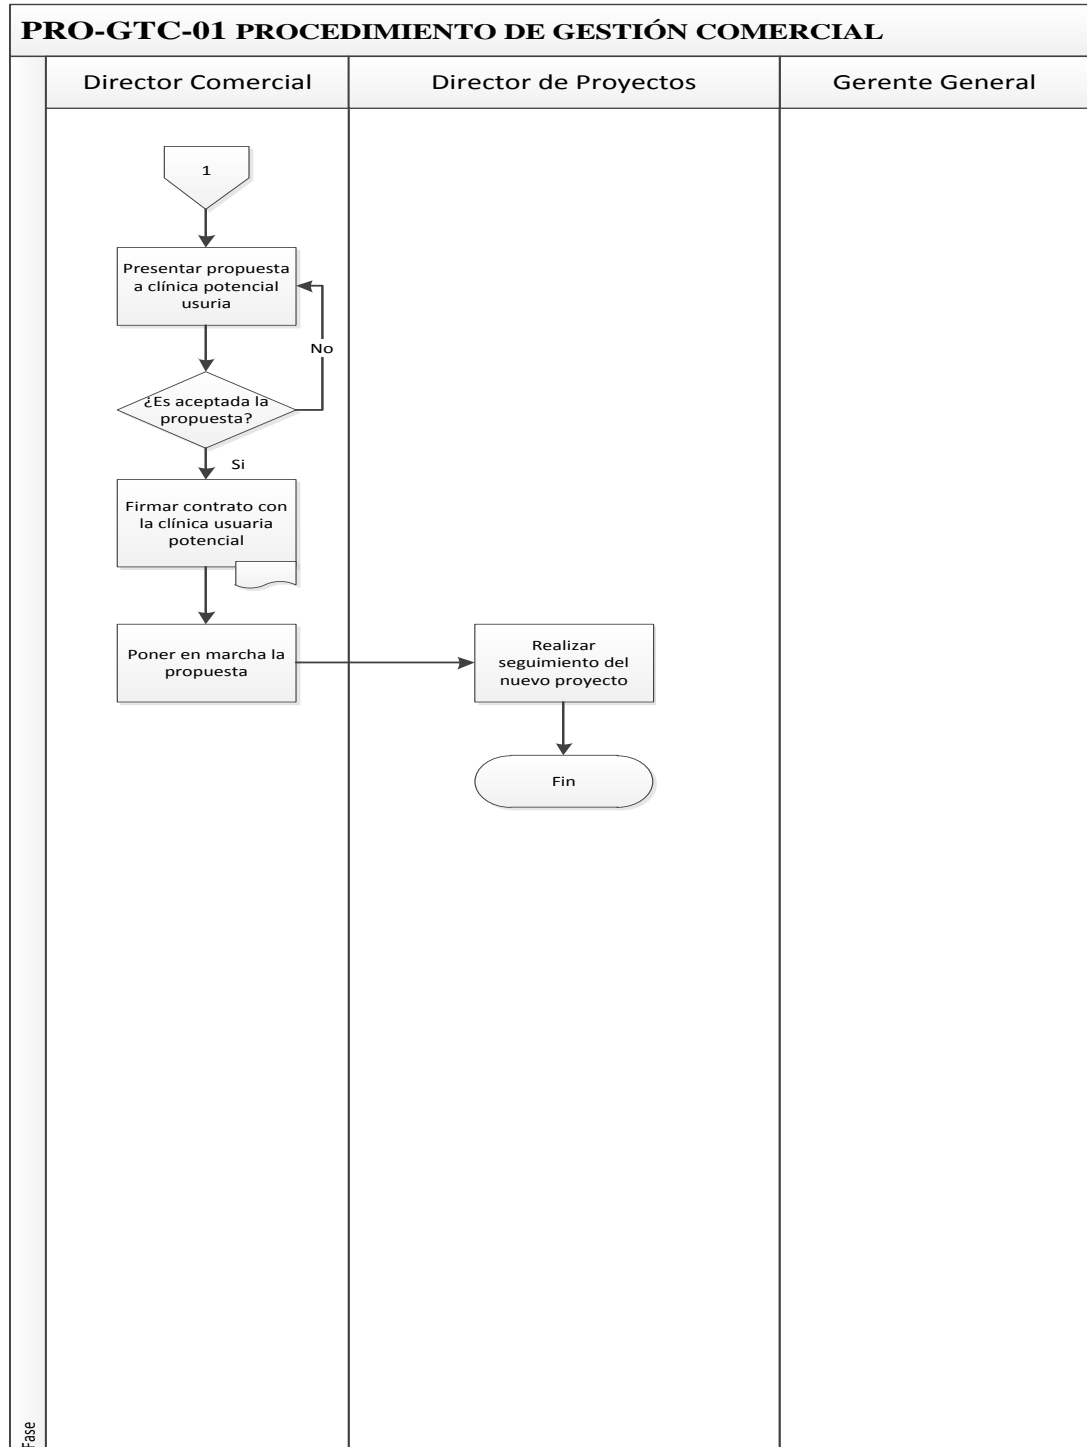 PRO-GTC-01 PROCEDIMIENTO DE GESTIÓN COMERCIAL
Director Comercial
Director de Proyectos
Gerente General
1
Presentar propuesta
a clínica potencial
usuria
No
¿Es aceptada la
propuesta?
Si
Firmar contrato con
la clínica usuaria
potencial
Poner en marcha la
propuesta
Realizar
seguimiento del
nuevo proyecto
Fin
Fase